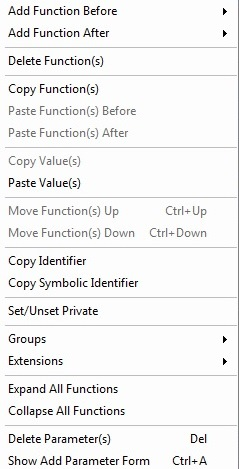 Add Function Before
Add Function After
Delete Function(s)
Copy Function(s)
Paste Function(s) Before
Paste Function(s) After
Copy Value(s)
Paste Value(s)
Move Function(s) Up Ctrl+Up
Move Function(s) Down Ctrl+Down
Copy Identifier
Copy Symbolic Identifier
Set/Unset Private
Groups
Extensions
Expand All Functions
Collapse All Functions
Delete Parameter(s) Del
Show Add Parameter Form Ctrl+A